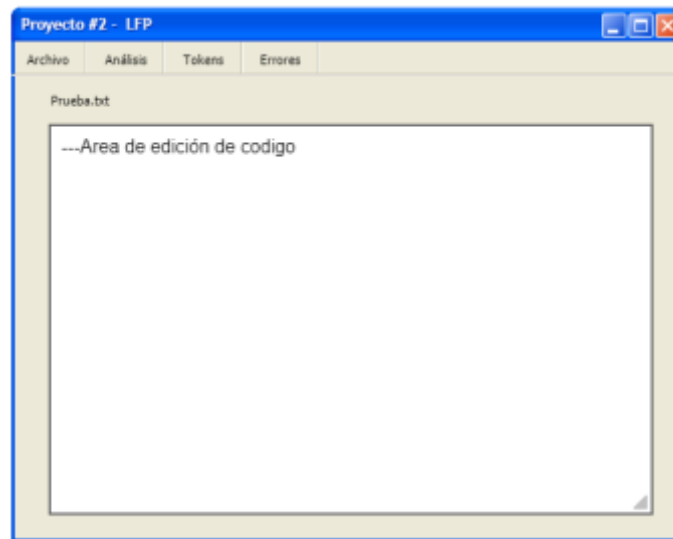 Proyecto #2 - LFP
Archivo Análisis Tokens Errores
Prueba.txt
---Area de edición de codigo